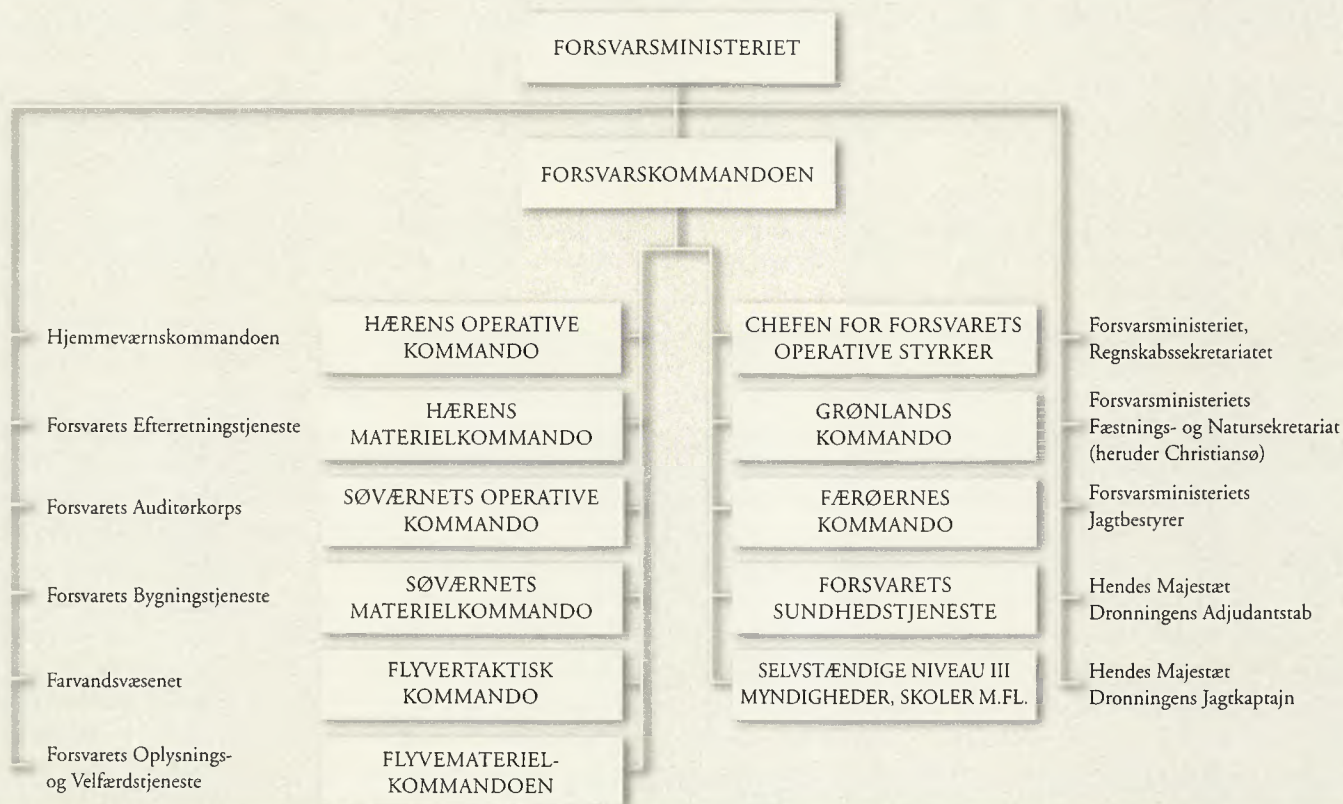 FORSVARSMINISTERIET
FORSVARSKOMMANDOEN
Hjemmeværnskommandoen
Forsvarets Efterretningstjeneste
Forsvarets Auditørkorps
Forsvarets Bygningstjeneste
Farvandsvæsenet
Forsvarets Oplysnings-
og Velfærdstjeneste
HÆRENS OPERATIVE
KOMMANDO
HÆRENS
MATERIELKOMMANDO
SØVÆRNETS OPERATIVE
KOMMANDO
SØVÆRNETS
MATERIELKOMMANDO
FLYVERTAKTISK
KOMMANDO
FLYVEMATERIEL-
KOMMANDOEN
CHEFEN FOR FORSVARETS
OPERATIVE STYRKER
GRØNLANDS
KOMMANDO
FÆRØERNES
KOMMANDO
FORSVARETS
SUNDHEDSTJENESTE
SELVSTÆNDIGE NIVEAU III
MYNDIGHEDER, SKOLER M.FL.
Forsvarsministeriet,
Regnskabssekretariatet
Forsvarsministeriets
Fæstnings- og Natursekretariat
(heruder Christiansø)
Forsvarsministeriets
Jagtbestyrer
Hendes Majestæt
Dronningens Adjudantstab
Hendes Majestæt
Dronningens Jagtkaptajn